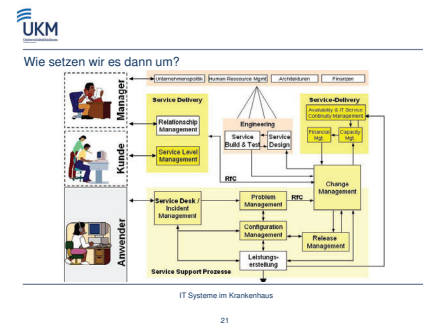 UKM
Universitätsklinikum
Wie setzen wir es dann um?
Manager
Kunde
Anwender
Unternehmenspolitik
Human Ressource Mgmt
Architekturen
Finanzen
Service Delivery
Relationship
Management
Service Level
Management
Engineering
Service
Build & Test
Service
Design
Service-Delivery
Availability & IT Service
Continuity Management
Financial
Mgt.
Capacity
Mgt.
RfC
Change
Management
Service Desk /
Incident
Management
Problem
Management
RfC
Configuration
Management
Release
Management
Leistungs-
erstellung
Service Support Prozesse
IT Systeme im Krankenhaus
21